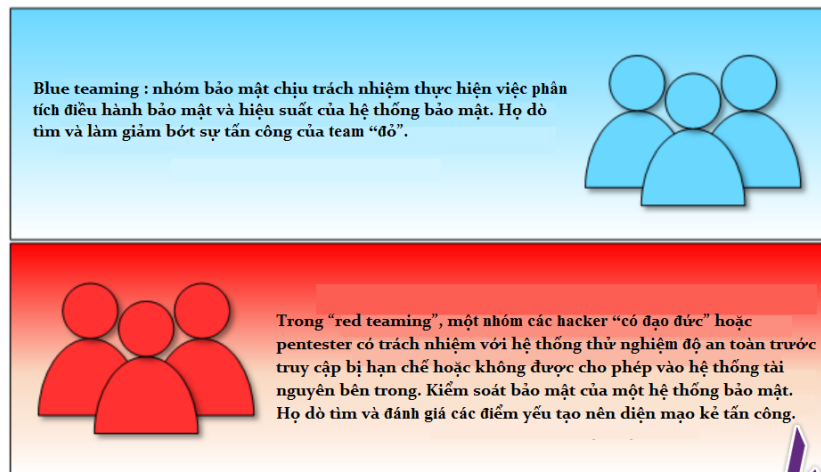 Blue teaming : nhóm bảo mật chịu trách nhiệm thực hiện việc phân
tích điều hành bảo mật và hiệu suất của hệ thống bảo mật. Họ dò
tìm và làm giảm bớt sự tấn công của team “đỏ”.
Trong “red teaming”, một nhóm các hacker “có đạo đức” hoặc
pentester có trách nhiệm với hệ thống thử nghiệm độ an toàn trước
truy cập bị hạn chế hoặc không được cho phép vào hệ thống tài
nguyên bên trong. Kiểm soát bảo mật của một hệ thống bảo mật.
Họ dò tìm và đánh giá các điểm yếu tạo nên diện mạo kẻ tấn công.